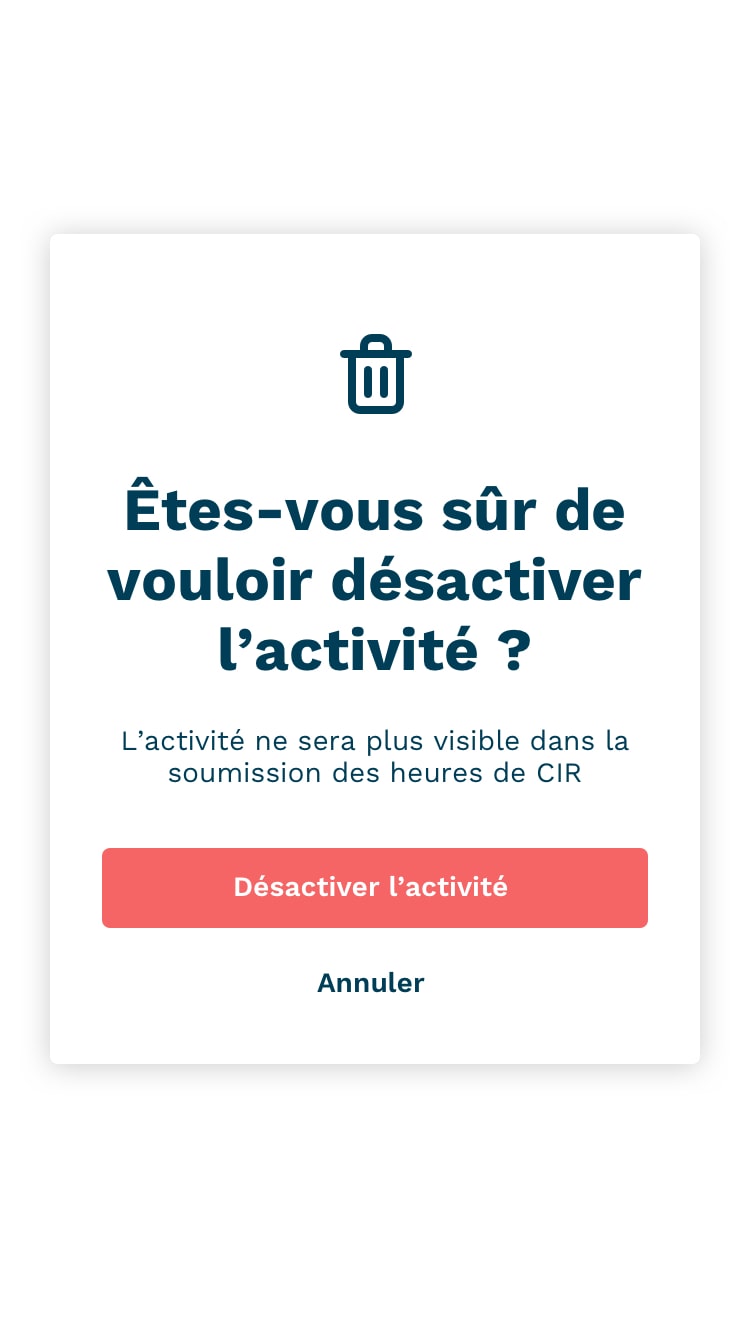 Êtes-vous sûr de
vouloir désactiver
l’activité ?
L’activité ne sera plus visible dans la
soumission des heures de CIR
Désactiver l’activité
Annuler